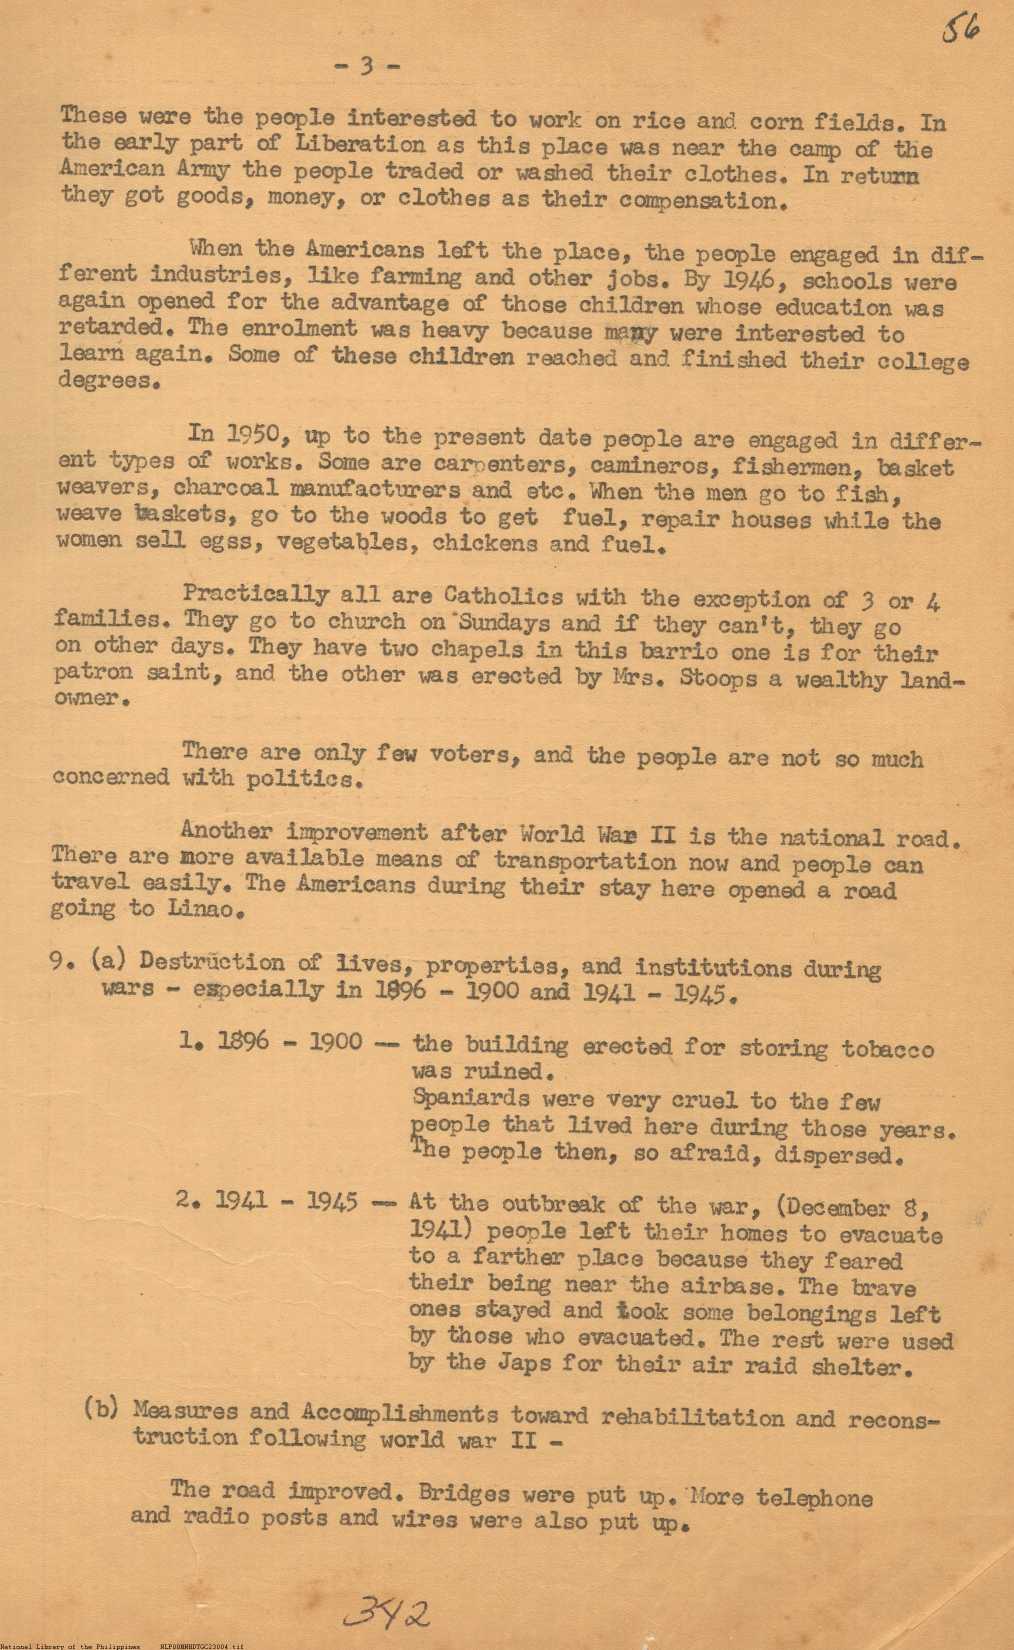 56
- 3 -
These were the people interested to work on rice and corn fields. In
the early part of Liberation as this place was near the camp of the
American Army the people traded or washed their clothes. In return
they got goods, money, or clothes as their compensation.
When the Americans left the place, the people engaged in dif-
ferent industries, like farming and other jobs. By 1946, schools were
again opened for the advantage of those children whose education was
retarded. The enrolment was heavy because many were interested to
learn again. Some of these children reached and finished their college
degrees.
In 1950, up to the present date people are engaged in differ-
ent types of works. Some are carpenters, camineros, fishermen, basket
weavers, charcoal manufacturers and etc. When the men go to fish,
weave baskets, go to the woods to get fuel, repair houses while the
women sell egss, vegetables, chickens and fuel.
Practically all are Catholics with the exception of 3 or 4
families. They go to church on Sundays and if they can't, they go
on other days. They have two chapels in this barrio one is for their
patron saint, and the other was erected by Mrs. Stoops a wealthy land-
owner.
There are only few voters, and the people are not so much
concerned with politics.
Another improvement after World War II is the national road.
There are more available means of transportation now and people can
travel easily. The Americans during their stay here opened a road
going to Linao.
9. (a) Destruction of lives, properties, and institutions during
wars - especially in 1896 - 1900 and 1941 - 1945.
1. 1896 - 1900 -- the building erected for storing tobacco
was ruined.
Spaniards were very cruel to the few
people that lived here during those years.
The people then, so afraid, dispersed.
2. 1941 - 1945 -- At the outbreak of the war, (December 8,
1941) people left their homes to evacuate
to a farther place because they feared
their being near the airbase. The brave
ones stayed and took some belongings left
by those who evacuated. The rest were used
by the Japs for their air raid shelter.
(b) Measures and Accomplishments toward rehabilitation and recons-
truction following world war II -
The road improved. Bridges were put up. More telephone
and radio posts and wires were also put up.
342
National Library of the Philippines NLP00MNHDTGC23004.tif